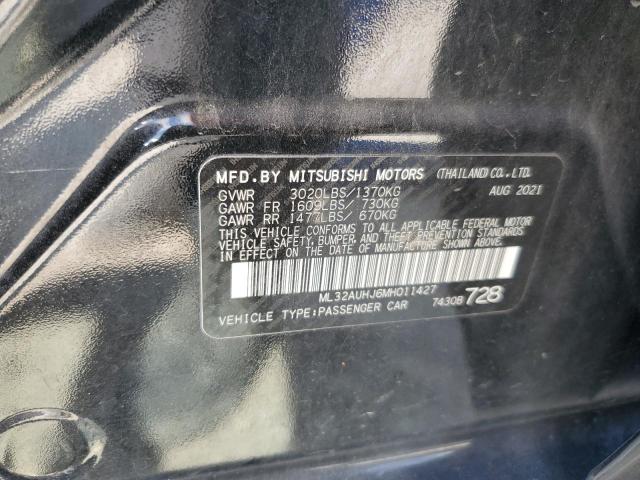 MFD.BY MITSUBISHI MOTORS (THAILAND) CO.,LTD.
GVWR 3020LBS/1370KG AUG 2021
GAWR FR 1609LBS/ 730KG
GAWR RR 1477LBS/ 670KG
THIS VEHICLE CONFORMS TO ALL APPLICABLE FEDERAL MOTOR
VEHICLE SAFETY, BUMPER, AND THEFT PREVENTION STANDARDS
IN EFFECT ON THE DATE OF MANUFACTURE SHOWN ABOVE.
ML32AUHJ6MH011427
VEHICLE TYPE:PASSENGER CAR 7430B 728